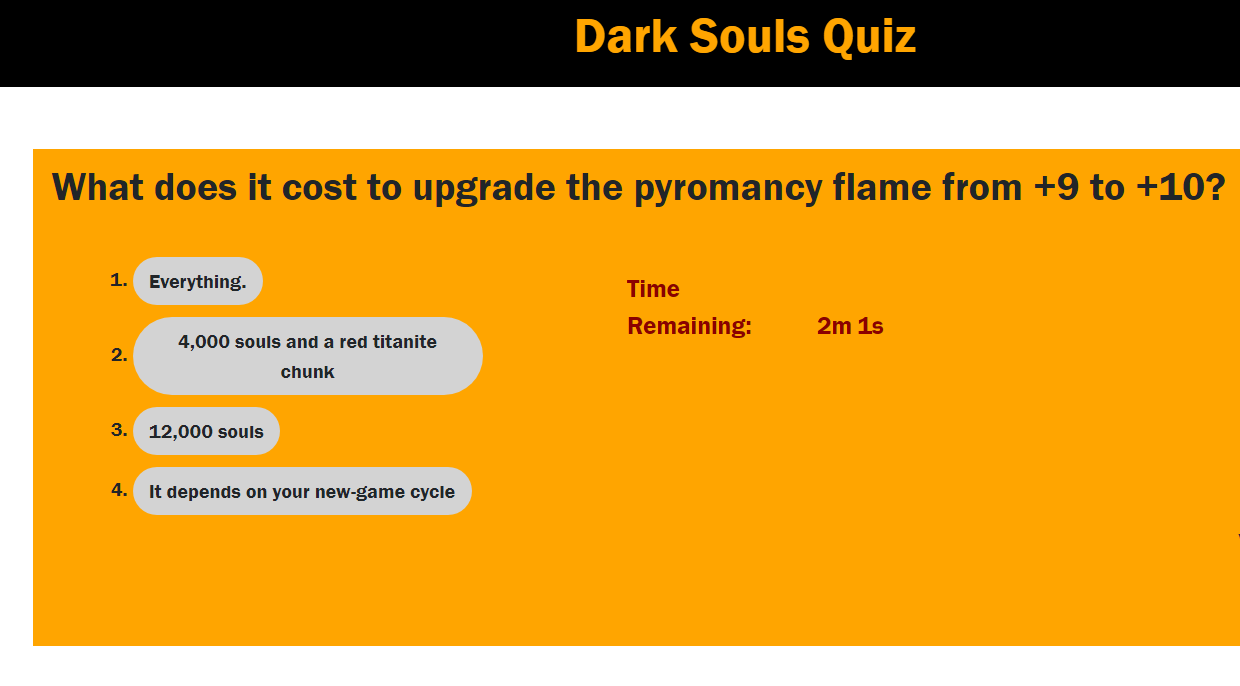 Dark Souls Quiz
What does it cost to upgrade the pyromancy flame from +9 to +10?
1. Everything.
2. 4,000 souls and a red titanite
chunk
3. 12,000 souls
4. It depends on your new-game cycle
Time
Remaining: 2m 1s